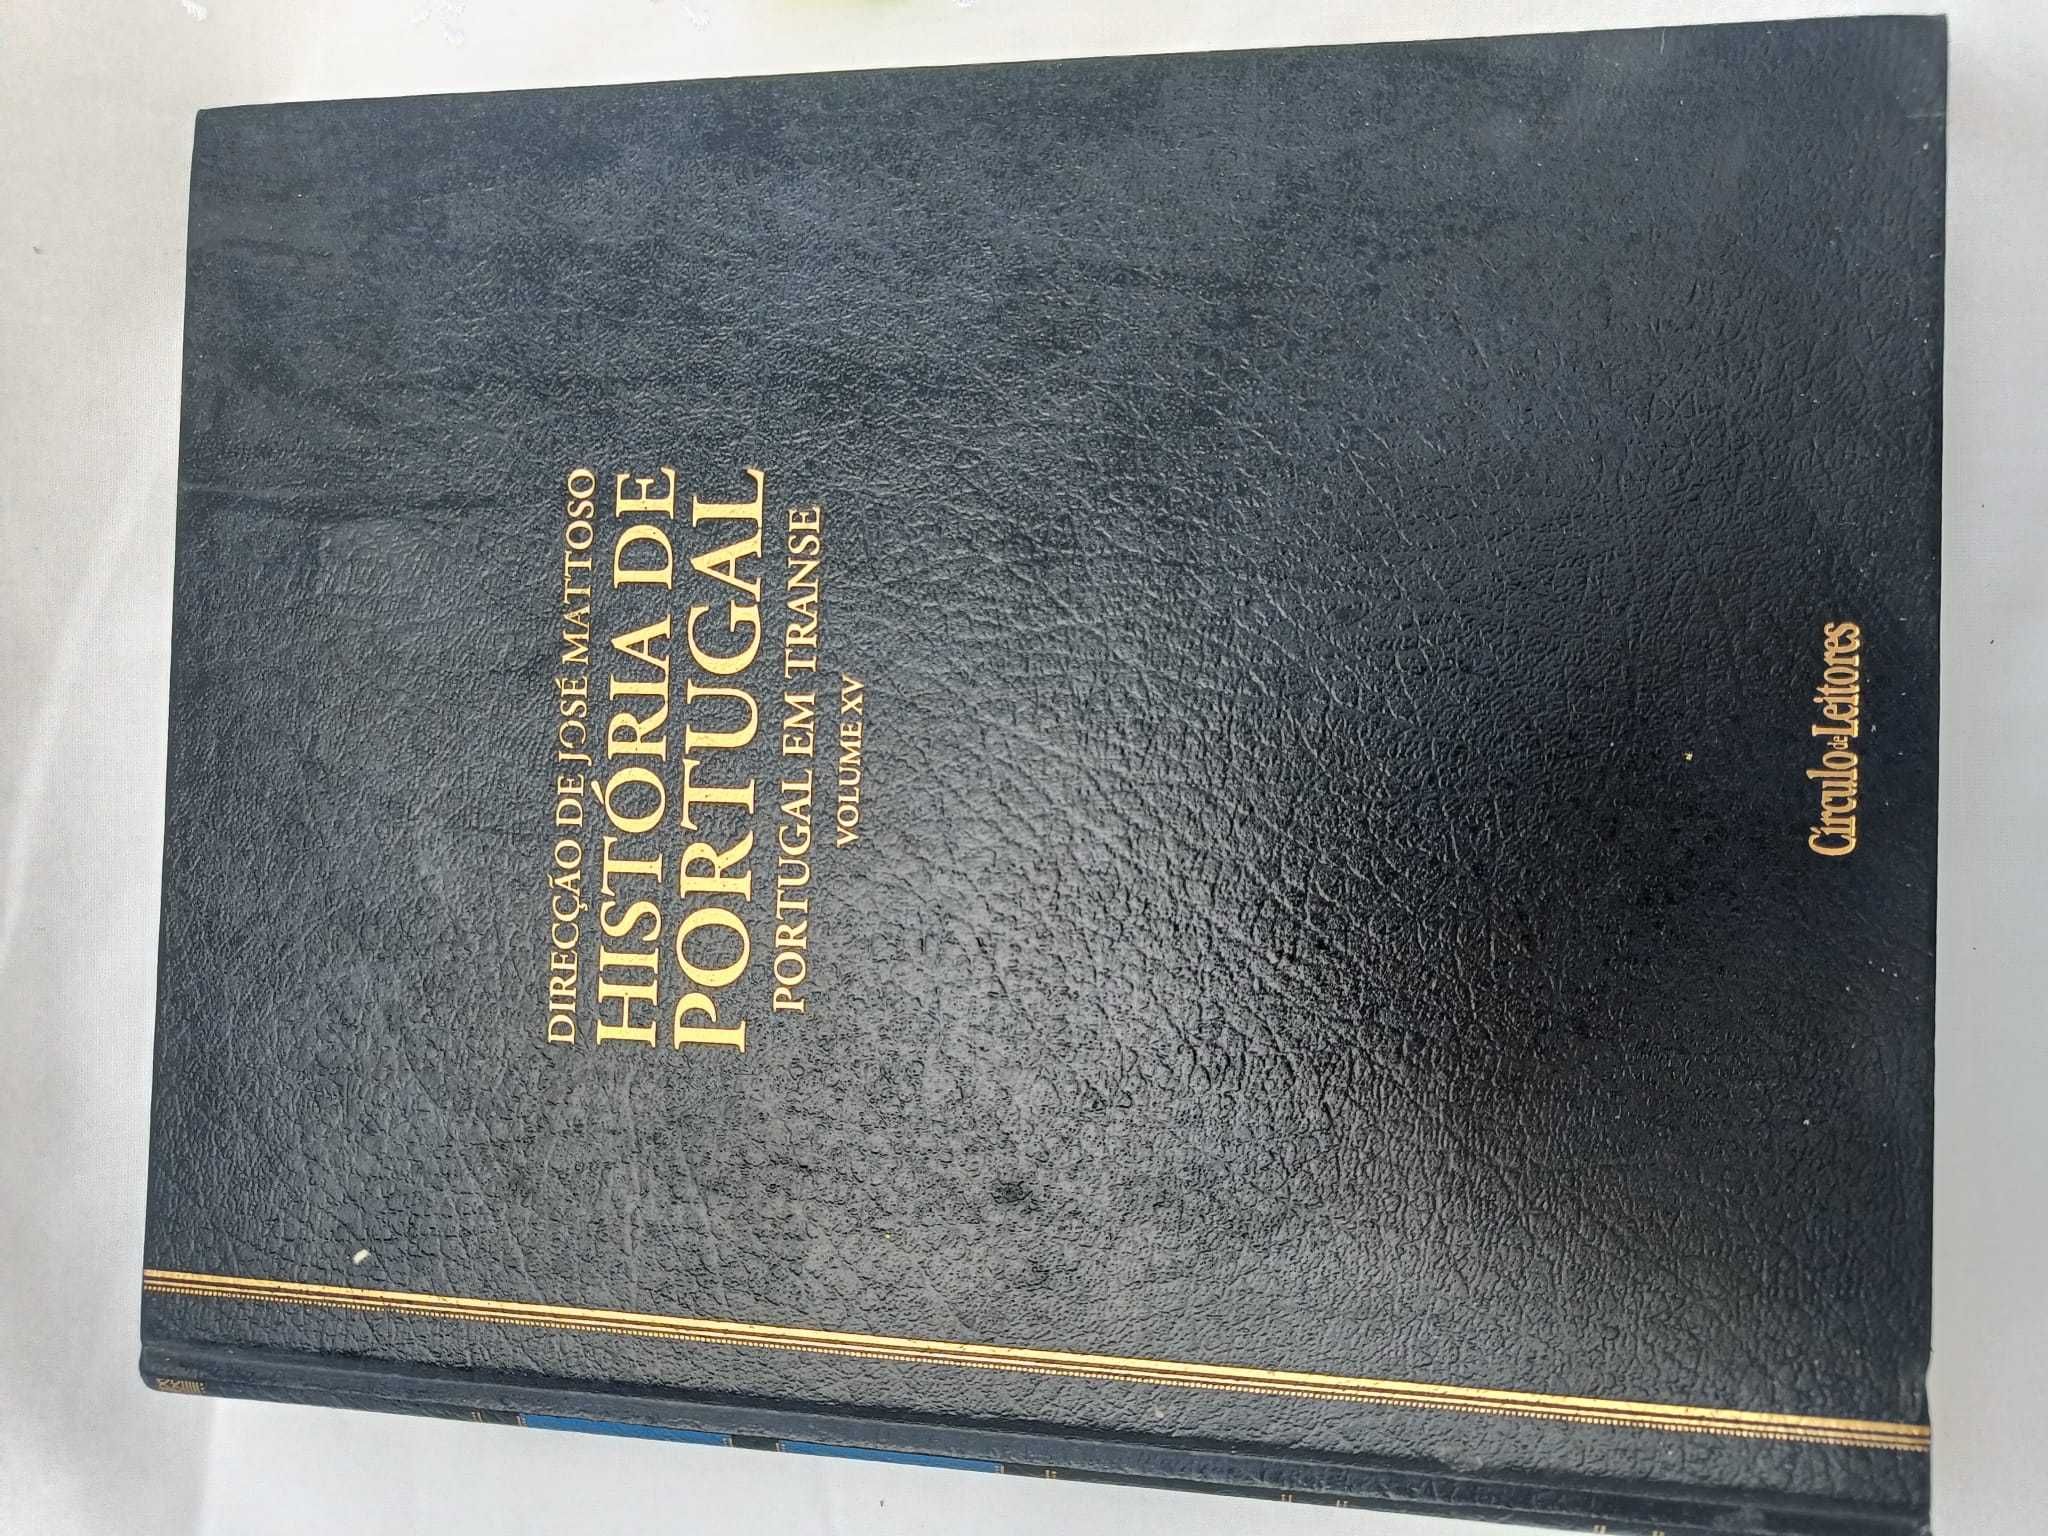 DIRECÇÃO DE JOSÉ MATTOSO
HISTÓRIA DE
PORTUGAL
PORTUGAL EM TRANSE
VOLUME XV
Círculo de Leitores